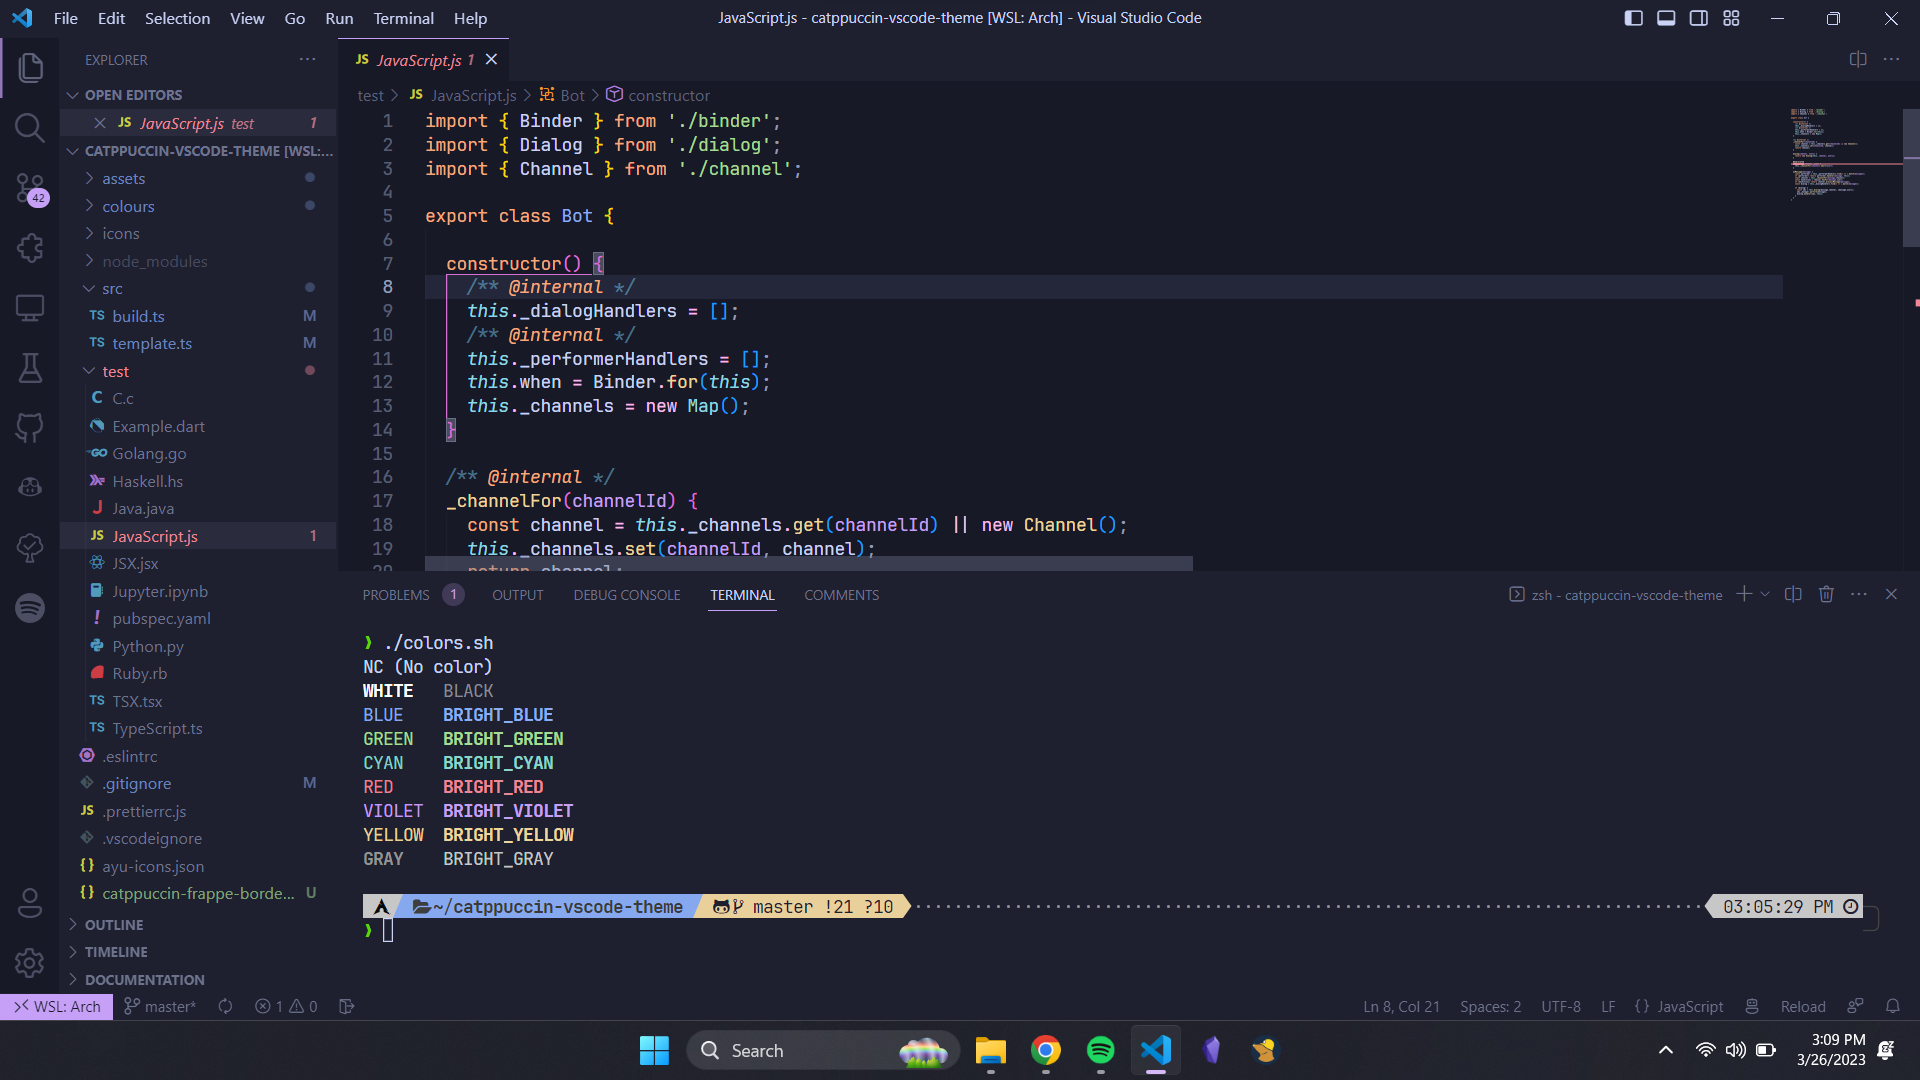 File Edit Selection View Go Run Terminal Help
JavaScript.js - catppuccin-vscode-theme [WSL: Arch] - Visual Studio Code
EXPLORER
OPEN EDITORS
JS JavaScript.js test 1
CATPPUCCIN-VSCODE-THEME [WSL:...
assets
colours
42
icons
node_modules
src
TS build.ts M
TS template.ts M
test
C C.c
Example.dart
GO Golang.go
Haskell.hs
J Java.java
JS JavaScript.js 1
JSX.jsx
Jupyter.ipynb
! pubspec.yaml
Python.py
Ruby.rb
TS TSX.tsx
TS TypeScript.ts
.eslintrc
.gitignore M
JS .prettierrc.js
.vscodeignore
{} ayu-icons.json
{} catppuccin-frappe-borde... U
OUTLINE
TIMELINE
DOCUMENTATION
JS JavaScript.js 1
test > JS JavaScript.js > Bot > constructor
1 import { Binder } from './binder';
2 import { Dialog } from './dialog';
3 import { Channel } from './channel';
4
5 export class Bot {
6
7 constructor() {
8 /** @internal */
9 this._dialogHandlers = [];
10 /** @internal */
11 this._performerHandlers = [];
12 this.when = Binder.for(this);
13 this._channels = new Map();
14 }
15
16 /** @internal */
17 _channelFor(channelId) {
18 const channel = this._channels.get(channelId) || new Channel();
19 this._channels.set(channelId, channel);
20 return channel;
PROBLEMS 1 OUTPUT DEBUG CONSOLE TERMINAL COMMENTS
zsh - catppuccin-vscode-theme
❯ ./colors.sh
NC (No color)
WHITE BLACK
BLUE BRIGHT_BLUE
GREEN BRIGHT_GREEN
CYAN BRIGHT_CYAN
RED BRIGHT_RED
VIOLET BRIGHT_VIOLET
YELLOW BRIGHT_YELLOW
GRAY BRIGHT_GRAY
~/catppuccin-vscode-theme master !21 ?10 03:05:29 PM
❯
WSL: Arch master* 1 0
Ln 8, Col 21 Spaces: 2 UTF-8 LF {} JavaScript Reload
Search
3:09 PM
3/26/2023